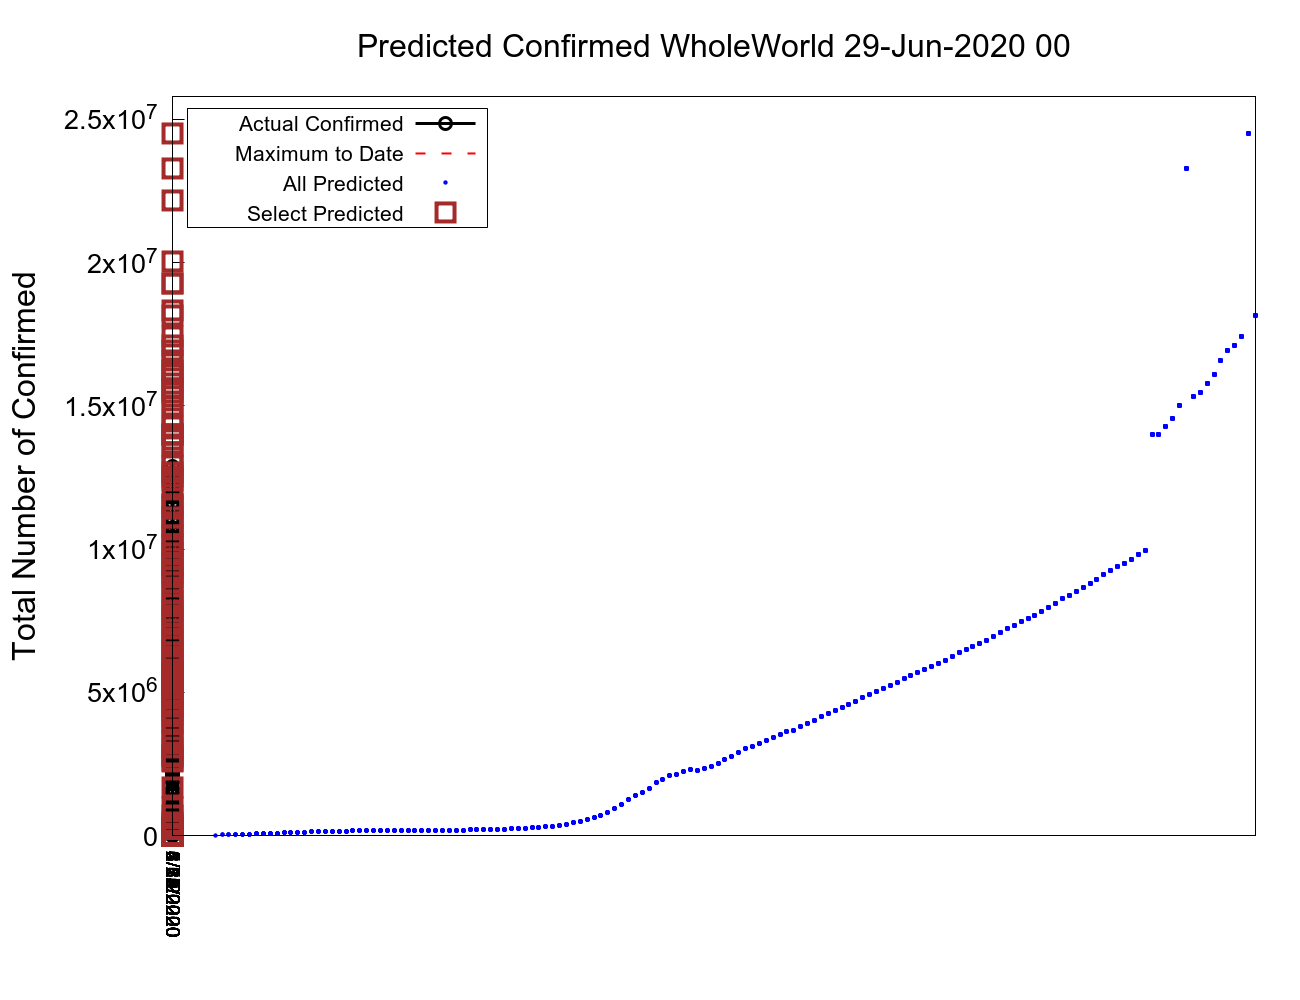 Predicted Confirmed WholeWorld 29-Jun-2020 00
Total Number of Confirmed
2.5x10^7
2x10^7
1.5x10^7
1x10^7
5x10^6
0
Actual Confirmed
Maximum to Date
All Predicted
Select Predicted